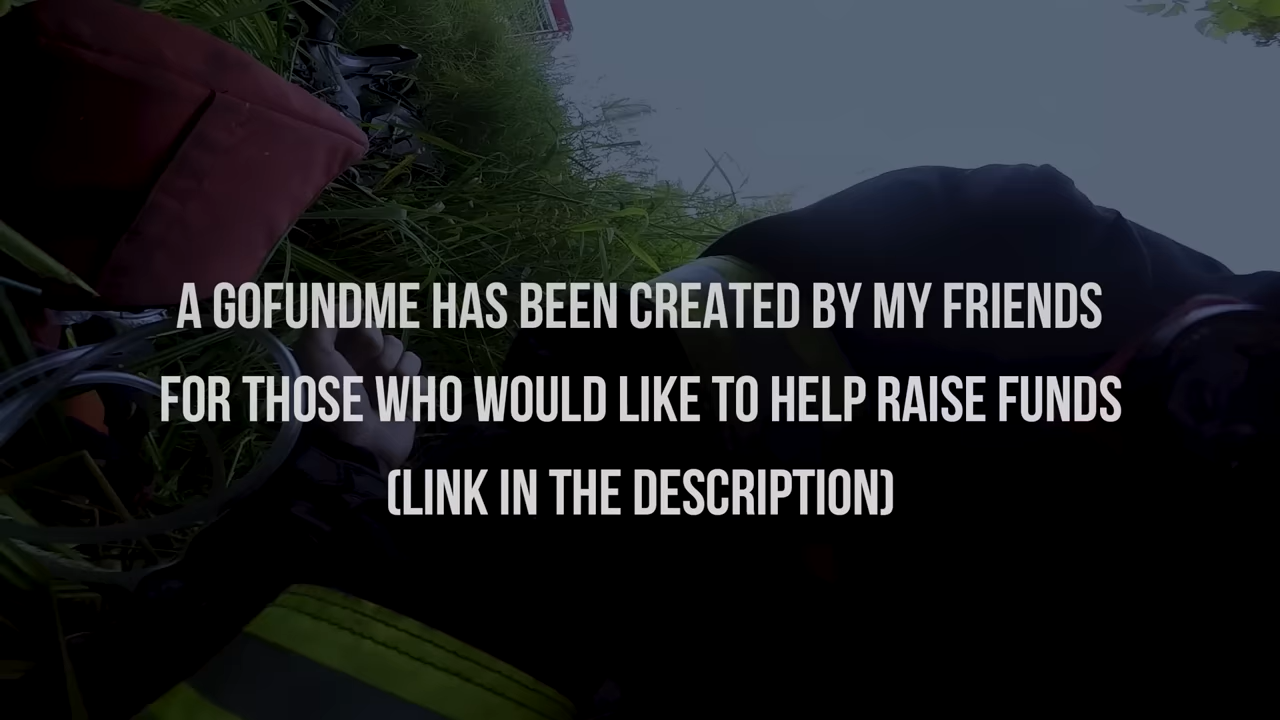 A GOFUNDME HAS BEEN CREATED BY MY FRIENDS
FOR THOSE WHO WOULD LIKE TO HELP RAISE FUNDS
(LINK IN THE DESCRIPTION)